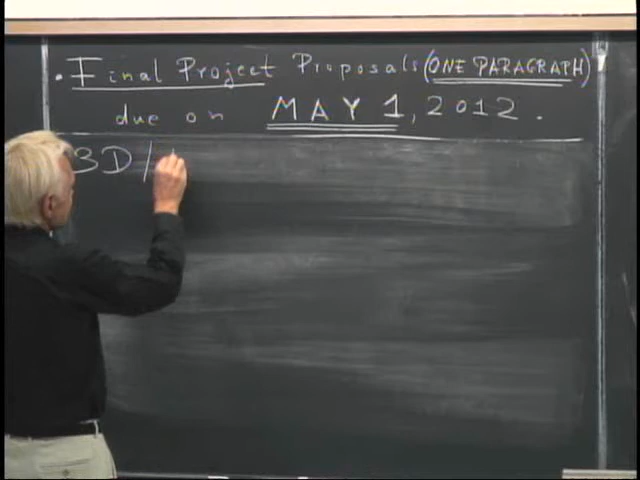 . Final Project Proposals (ONE PARAGRAPH)
due on MAY 1, 2012.
3D/